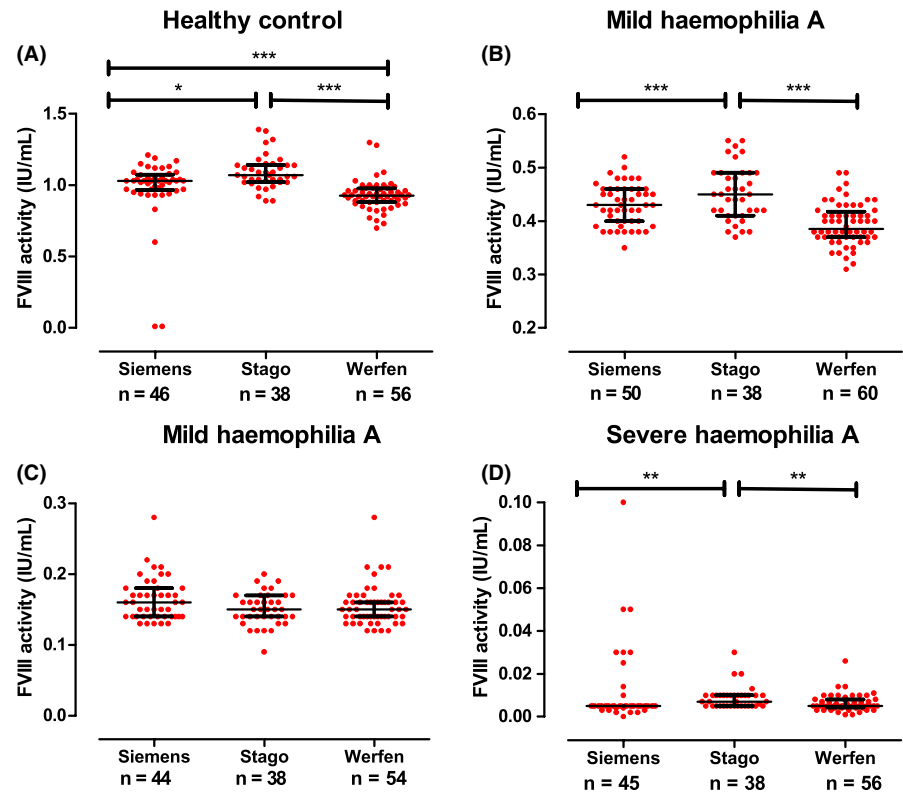 Healthy control
(A)
***
*
***
FVIII activity (IU/mL)
1.5
1.0
0.5
0.0
Siemens Stago Werfen
n = 46 n = 38 n = 56
Mild haemophilia A
(B)
***
***
FVIII activity (IU/mL)
0.6
0.5
0.4
0.3
0.2
Siemens Stago Werfen
n = 50 n = 38 n = 60
Mild haemophilia A
(C)
FVIII activity (IU/mL)
0.3
0.2
0.1
0.0
Siemens Stago Werfen
n = 44 n = 38 n = 54
Severe haemophilia A
(D)
**
**
FVIII activity (IU/mL)
0.10
0.08
0.06
0.04
0.02
0.00
Siemens Stago Werfen
n = 45 n = 38 n = 56